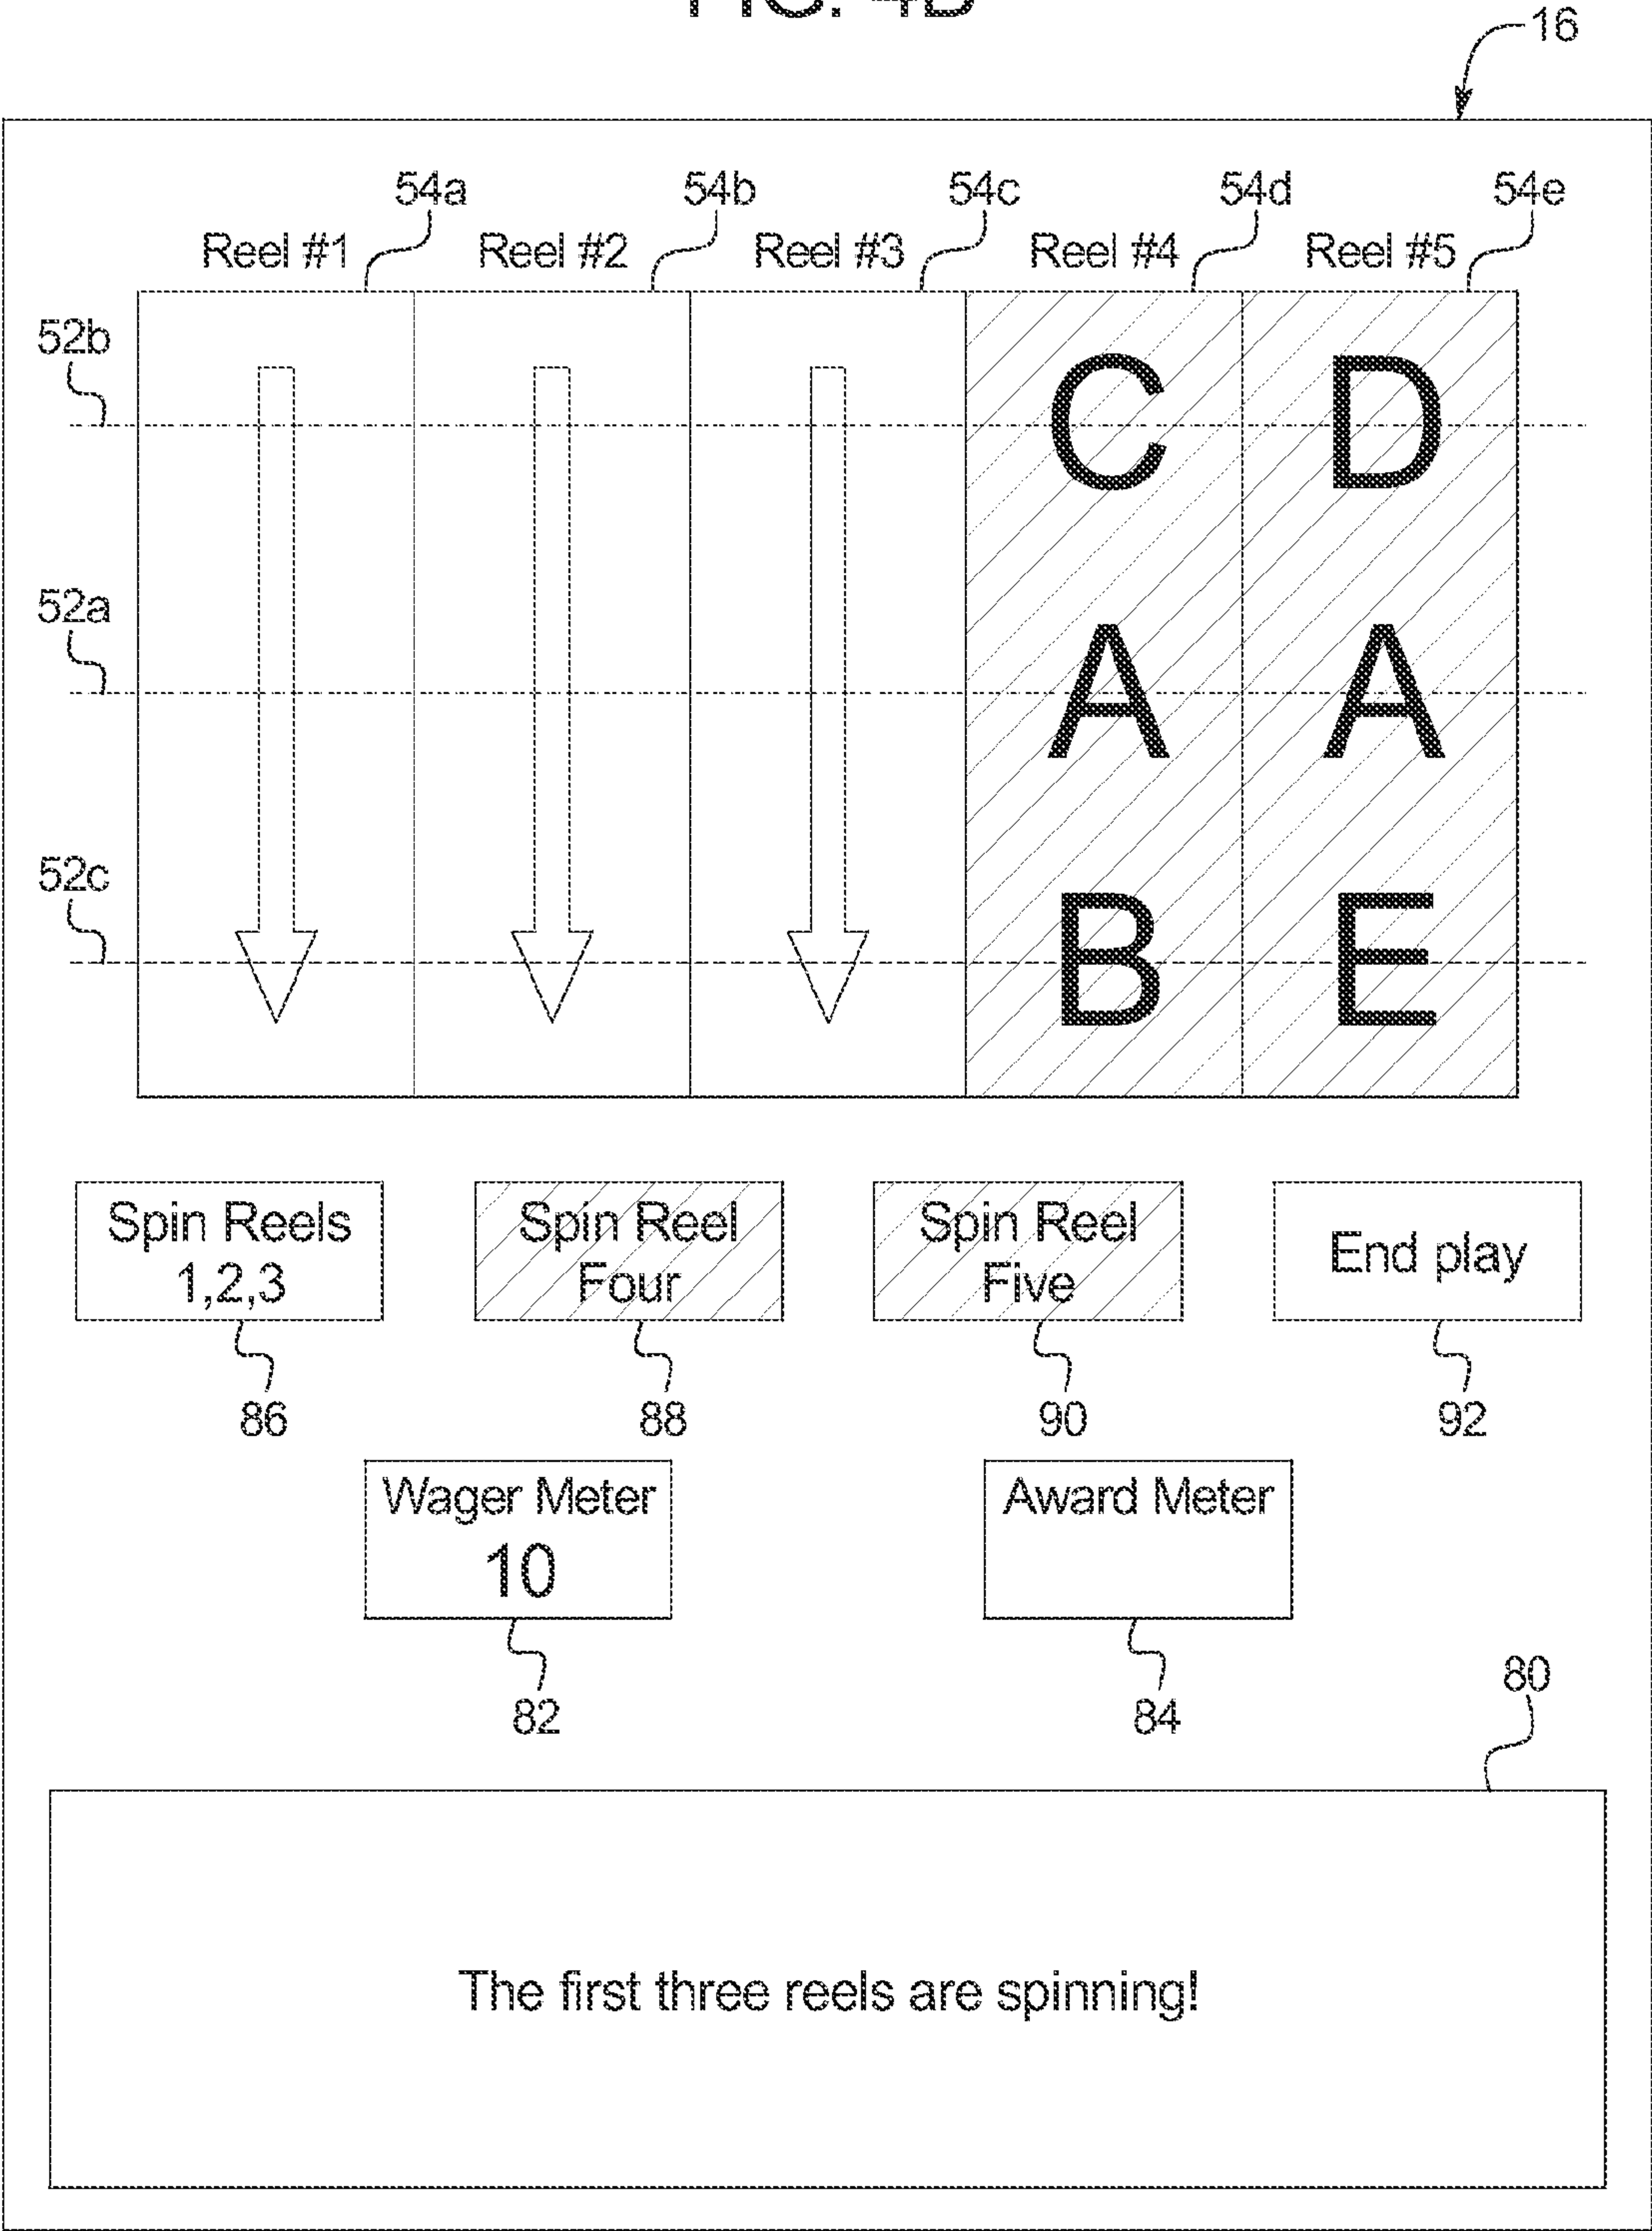 FIG. 4B
16
54a 54b 54c 54d 54e
Reel #1 Reel #2 Reel #3 Reel #4 Reel #5
52b
C D
52a
A A
52c
B E
Spin Reels Spin Reel Spin Reel End play
1,2,3 Four Five
86 88 90 92
Wager Meter Award Meter
10
82 84
80
The first three reels are spinning!